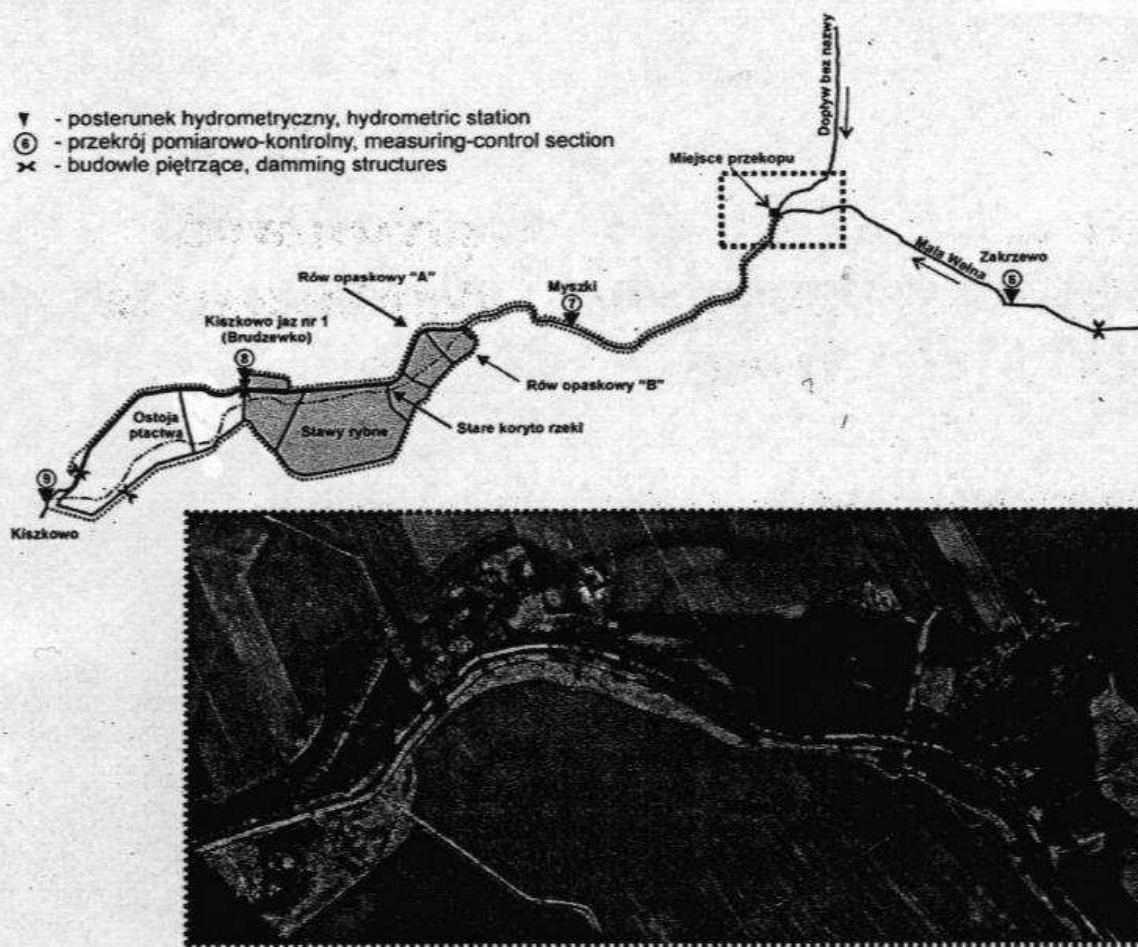 ▼ - posterunek hydrometryczny, hydrometric station
⑥ - przekrój pomiarowo-kontrolny, measuring-control section
- budowle piętrzące, damming structures
Dopływ bez nazwy
Miejsce przekopu
Mała Wełna
Zakrzewo
6
Rów opaskowy "A"
Myszki
7
Kiszkowo jaz nr 1
(Brudzewko)
8
Rów opaskowy "B"
Ostoja
ptactwa
Stawy rybne
Stare koryto rzeki
9
Kiszkowo